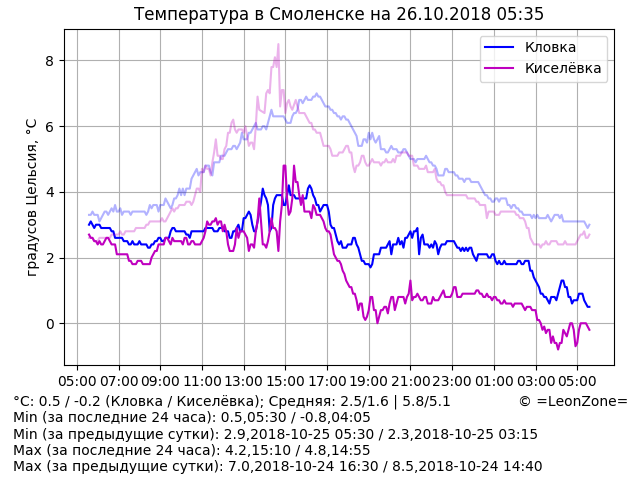 Температура в Смоленске на 26.10.2018 05:35
Кловка
Киселёвка
градусов Цельсия, °C
8
6
4
2
0
05:00 07:00 09:00 11:00 13:00 15:00 17:00 19:00 21:00 23:00 01:00 03:00 05:00
°C: 0.5 / -0.2 (Кловка / Киселёвка); Средняя: 2.5/1.6 | 5.8/5.1 © =LeonZone=
Min (за последние 24 часа): 0.5,05:30 / -0.8,04:05
Min (за предыдущие сутки): 2.9,2018-10-25 05:30 / 2.3,2018-10-25 03:15
Max (за последние 24 часа): 4.2,15:10 / 4.8,14:55
Max (за предыдущие сутки): 7.0,2018-10-24 16:30 / 8.5,2018-10-24 14:40